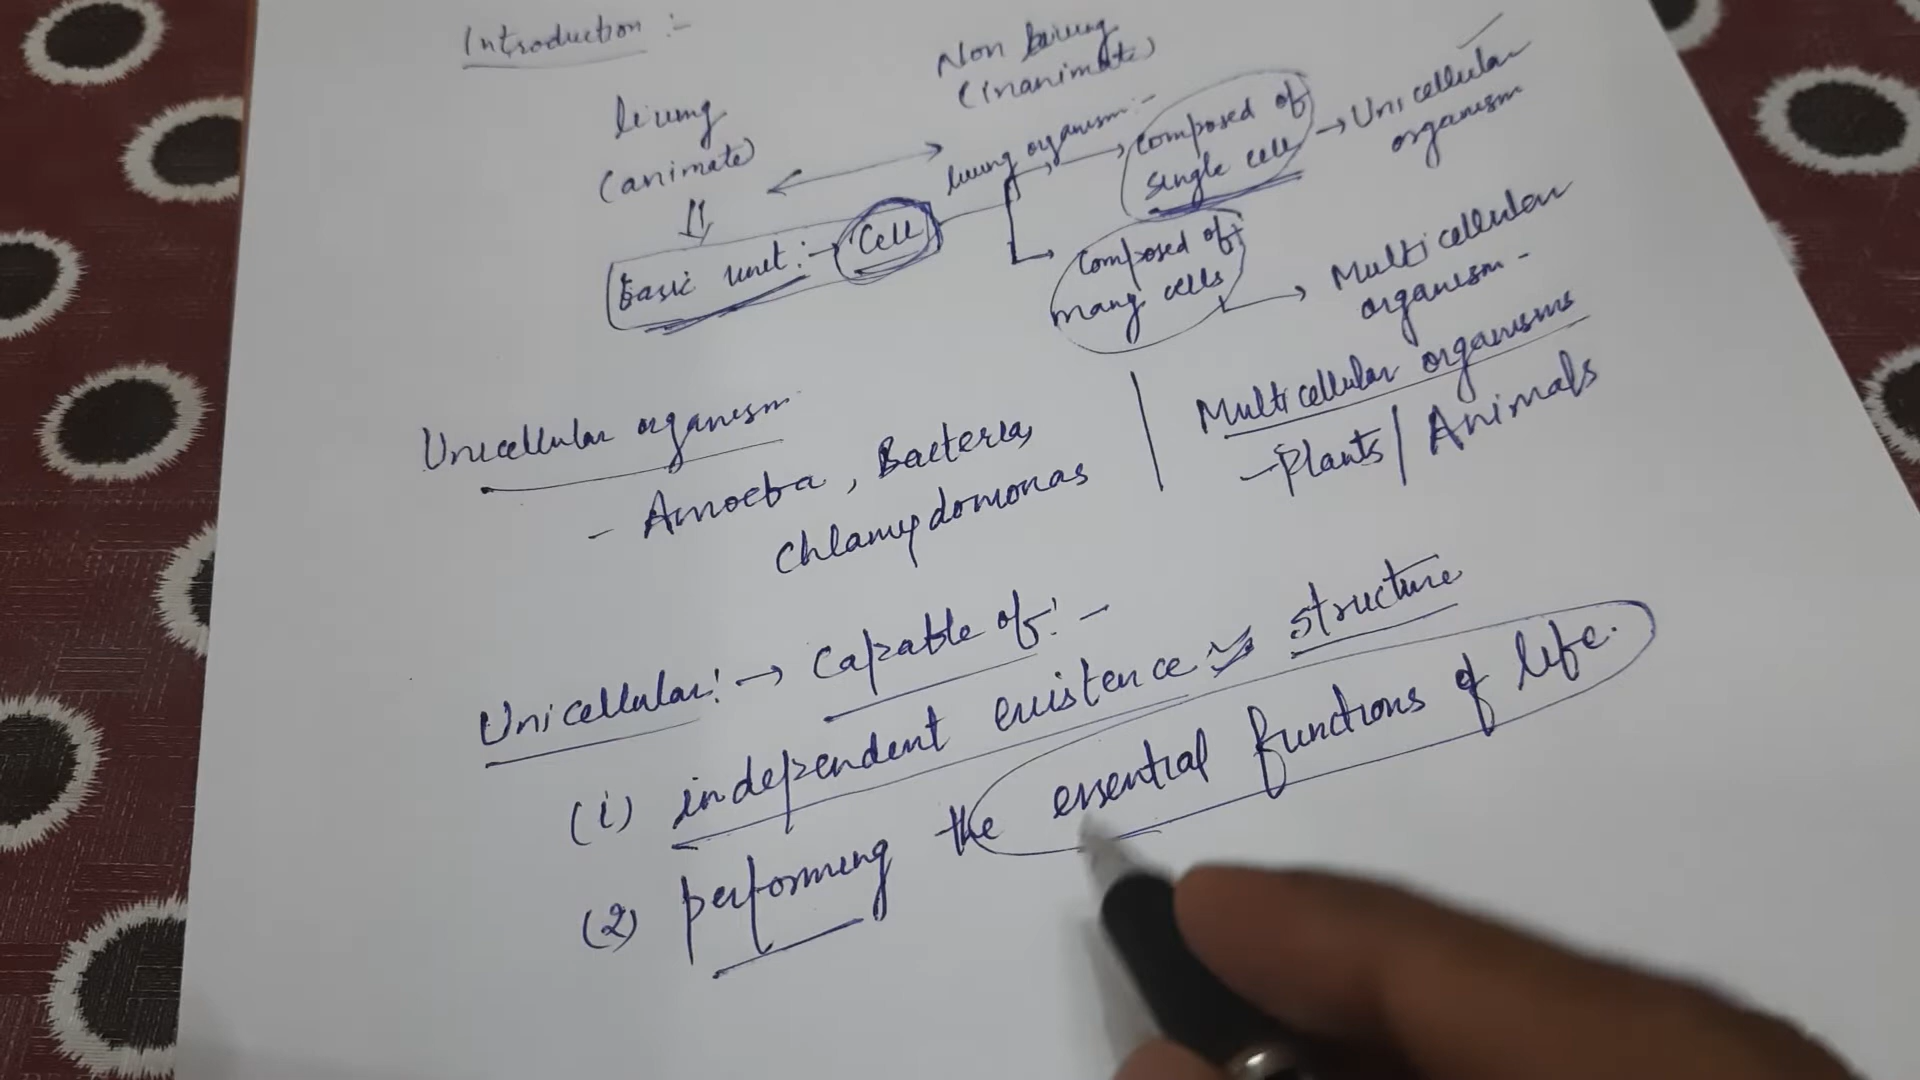 Introduction :-
living
(animate)
Non living
(inanimate)
Basic unit :- → Cell
living organism :-
composed of
single cell
→ Unicellular
organism
Composed of
many cells
→ Multicellular
organism -
Unicellular organism
- Amoeba, Bacteria,
Chlamydomonas
Multicellular organisms
- Plants / Animals
Unicellular! → Capable of! -
(i) independent existence structure
(2) performing the essential functions of life.